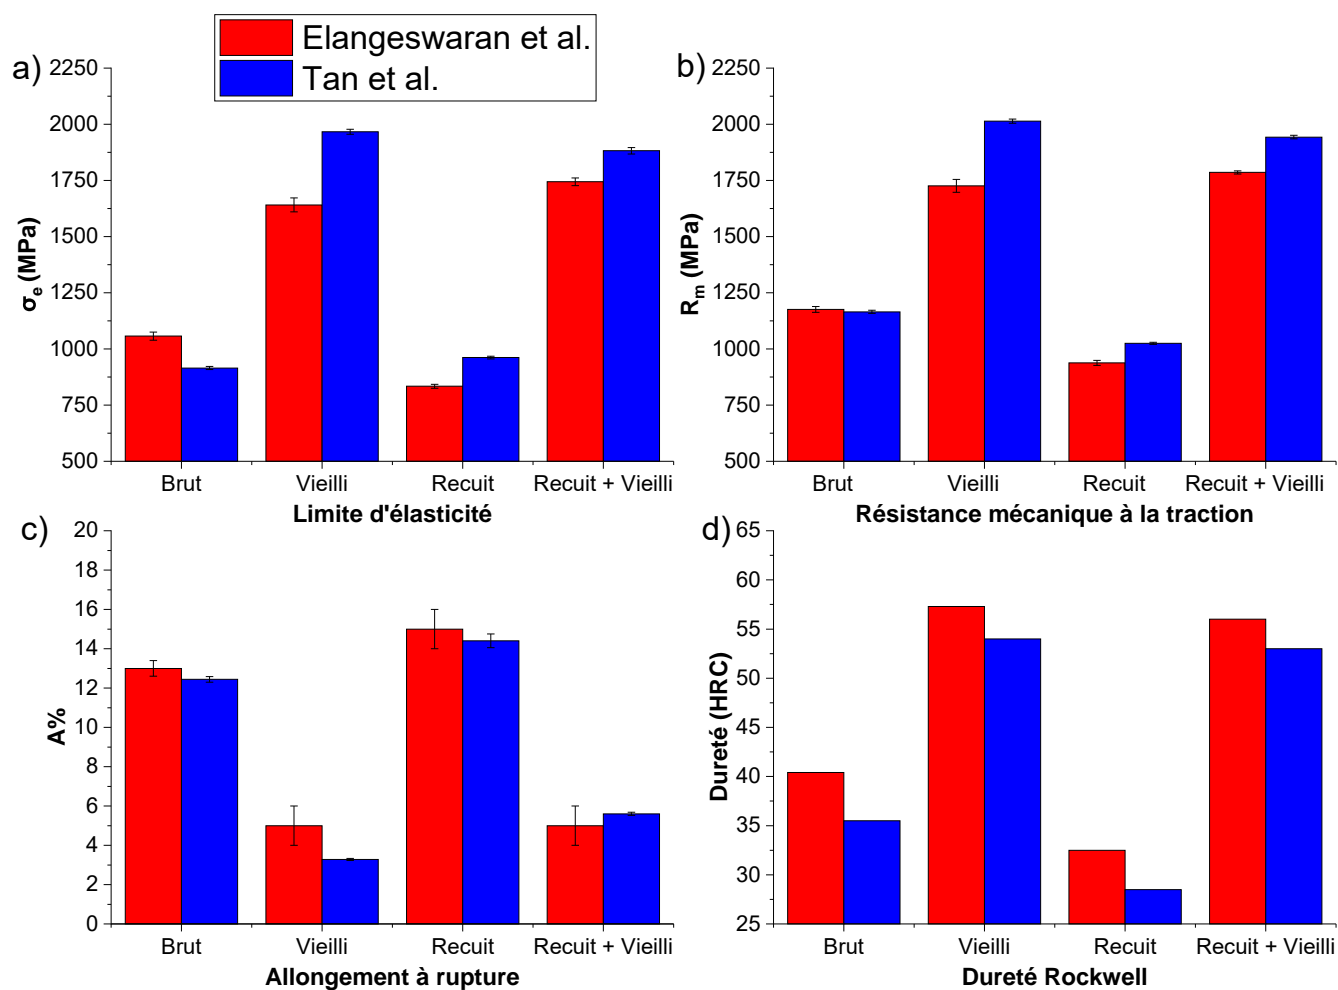 Elangeswaran et al.
Tan et al.
a)
2250
2000
1750
1500
1250
1000
750
500
σe (MPa)
Brut Vieilli Recuit Recuit + Vieilli
Limite d'élasticité
b)
2250
2000
1750
1500
1250
1000
750
500
Rm (MPa)
Brut Vieilli Recuit Recuit + Vieilli
Résistance mécanique à la traction
c)
20
18
16
14
12
10
8
6
4
2
0
A%
Brut Vieilli Recuit Recuit + Vieilli
Allongement à rupture
d)
65
60
55
50
45
40
35
30
25
Dureté (HRC)
Brut Vieilli Recuit Recuit + Vieilli
Dureté Rockwell